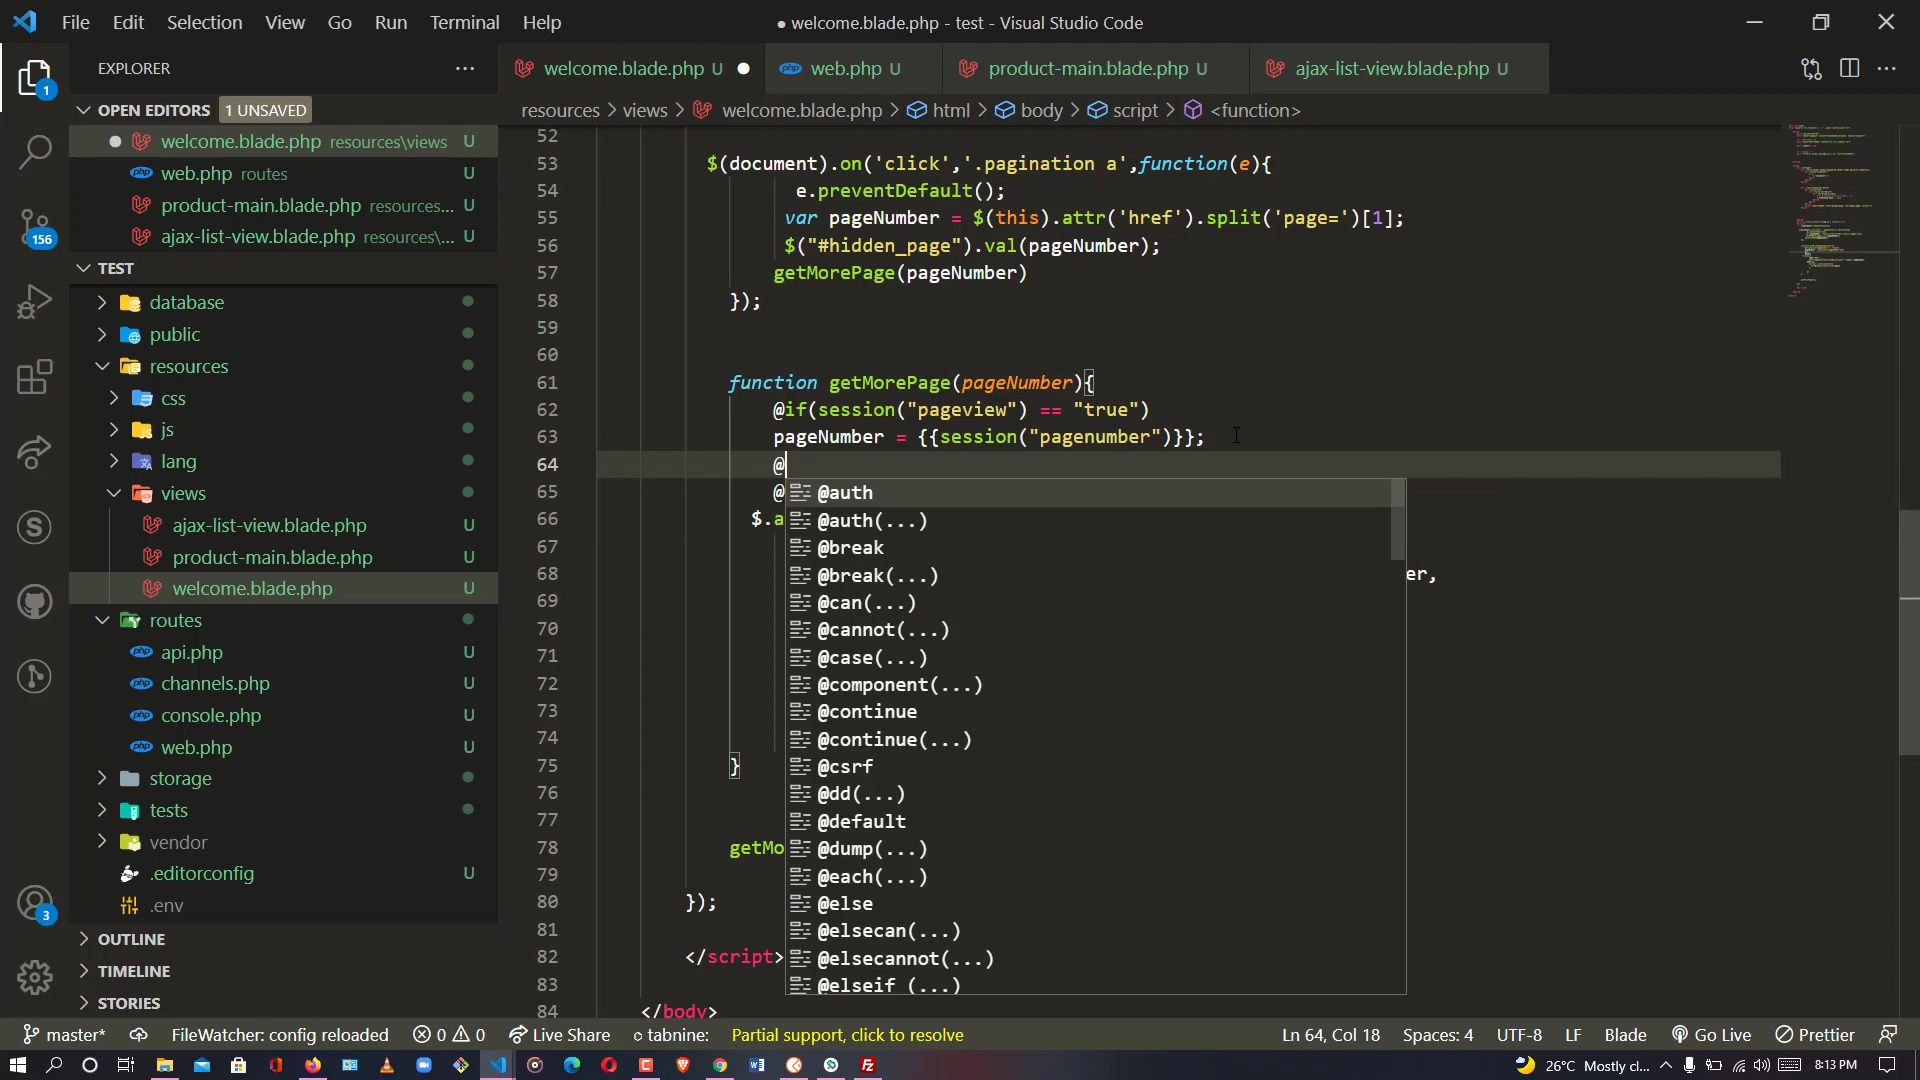 File Edit Selection View Go Run Terminal Help
● welcome.blade.php - test - Visual Studio Code
EXPLORER
OPEN EDITORS 1 UNSAVED
welcome.blade.php resources\views U
web.php routes U
product-main.blade.php resources... U
ajax-list-view.blade.php resources\... U
TEST
database
public
resources
css
js
lang
views
ajax-list-view.blade.php U
product-main.blade.php U
welcome.blade.php U
routes
api.php U
channels.php U
console.php U
web.php U
storage
tests
vendor
.editorconfig U
.env
OUTLINE
TIMELINE
STORIES
1
156
3
welcome.blade.php U web.php U product-main.blade.php U ajax-list-view.blade.php U
resources > views > welcome.blade.php > html > body > script > <function>
52
53 $(document).on('click','.pagination a',function(e){
54 e.preventDefault();
55 var pageNumber = $(this).attr('href').split('page=')[1];
56 $("#hidden_page").val(pageNumber);
57 getMorePage(pageNumber)
58 });
59
60
61 function getMorePage(pageNumber){
62 @if(session("pageview") == "true")
63 pageNumber = {{session("pagenumber")}};
64 @
65 @
66 $.a
67
68 er,
69
70
71
72
73
74
75 }
76
77
78 getMo
79
80 });
81
82 </script>
83
84 </body>
@auth
@auth(...)
@break
@break(...)
@can(...)
@cannot(...)
@case(...)
@component(...)
@continue
@continue(...)
@csrf
@dd(...)
@default
@dump(...)
@each(...)
@else
@elsecan(...)
@elsecannot(...)
@elseif (...)
master* FileWatcher: config reloaded 0 0 Live Share tabnine: Partial support, click to resolve Ln 64, Col 18 Spaces: 4 UTF-8 LF Blade Go Live Prettier
26°C Mostly cl... 8:13 PM